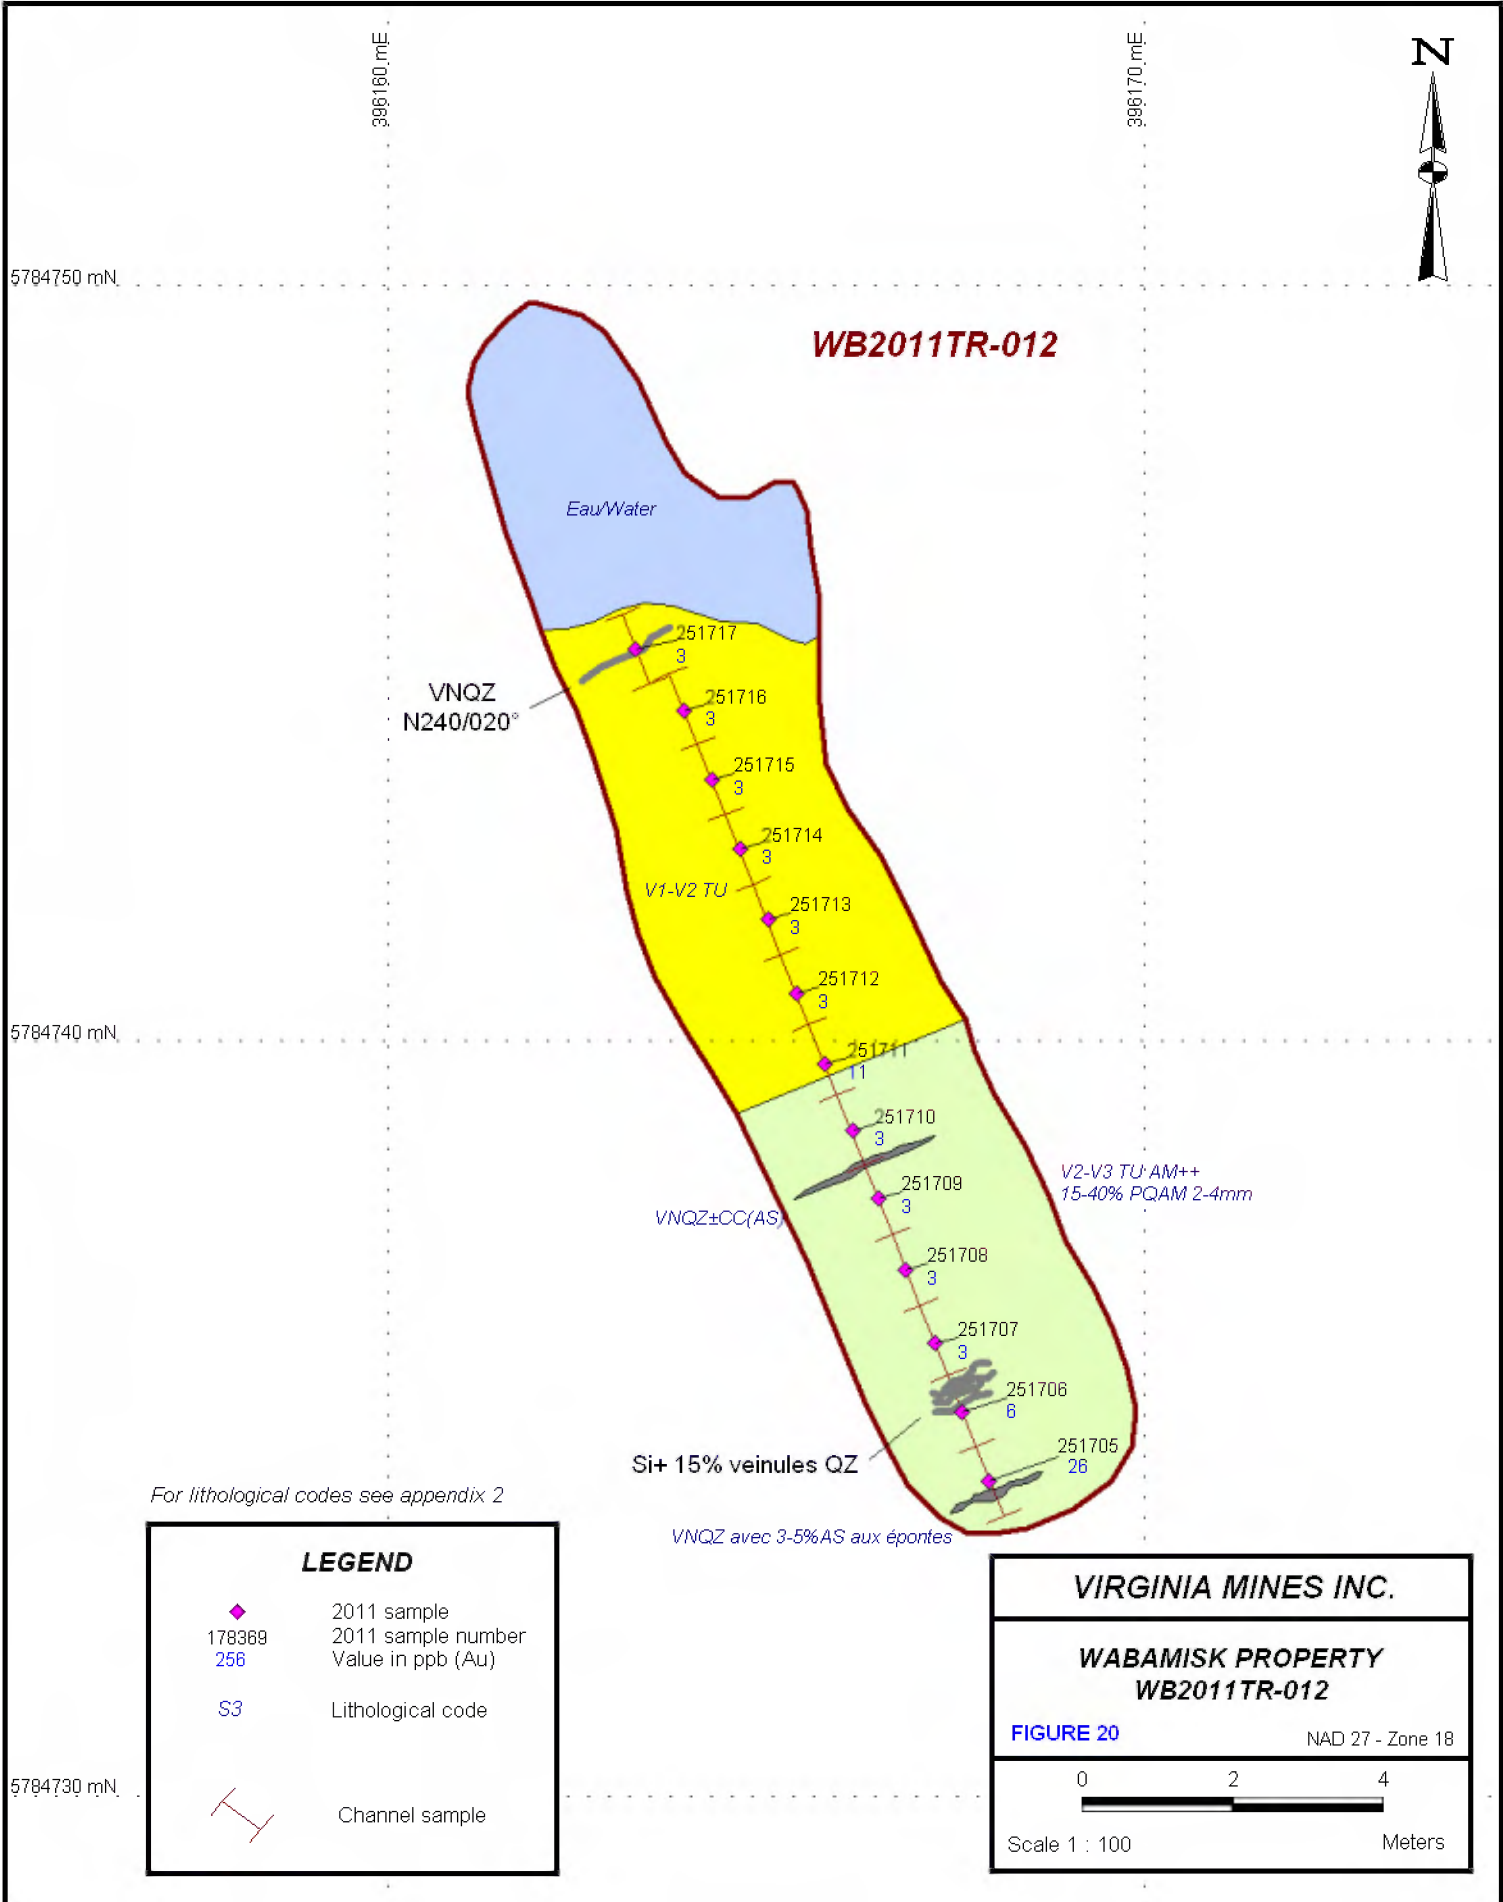 396160 mE
396170 mE
N
5784750 mN
WB2011TR-012
Eau/Water
251717
3
VNQZ
N240/020°
251716
3
251715
3
251714
3
V1-V2 TU
251713
3
251712
3
5784740 mN
251711
11
251710
3
V2-V3 TU AM++
15-40% PQAM 2-4mm
251709
3
VNQZ±CC(AS)
251708
3
251707
3
251706
6
251705
26
Si+ 15% veinules QZ
For lithological codes see appendix 2
VNQZ avec 3-5%AS aux épontes
LEGEND
2011 sample
178369 2011 sample number
256 Value in ppb (Au)
S3 Lithological code
Channel sample
5784730 mN
VIRGINIA MINES INC.
WABAMISK PROPERTY
WB2011TR-012
FIGURE 20 NAD 27 - Zone 18
0 2 4
Scale 1 : 100 Meters